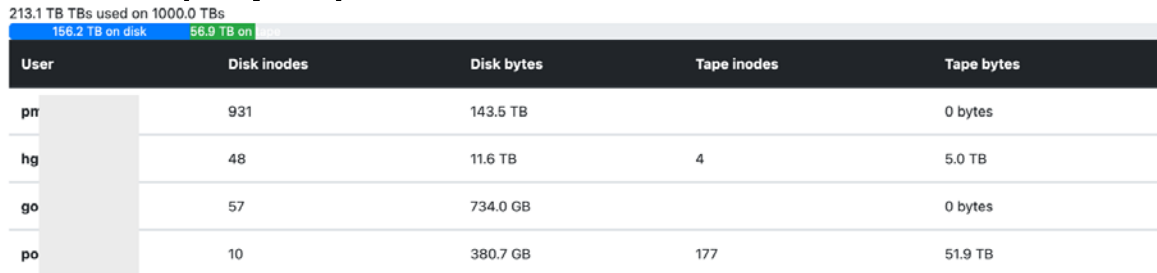 213.1 TB TBs used on 1000.0 TBs
156.2 TB on disk 56.9 TB on tape
User Disk inodes Disk bytes Tape inodes Tape bytes
pm 931 143.5 TB 0 bytes
hg 48 11.6 TB 4 5.0 TB
go 57 734.0 GB 0 bytes
po 10 380.7 GB 177 51.9 TB